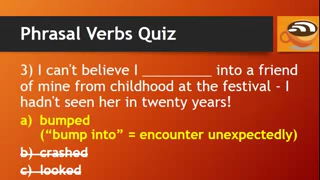 Phrasal Verbs Quiz
3) I can't believe I _________ into a friend
of mine from childhood at the festival - I
hadn't seen her in twenty years!
a) bumped
(“bump into” = encounter unexpectedly)
b) crashed
c) looked